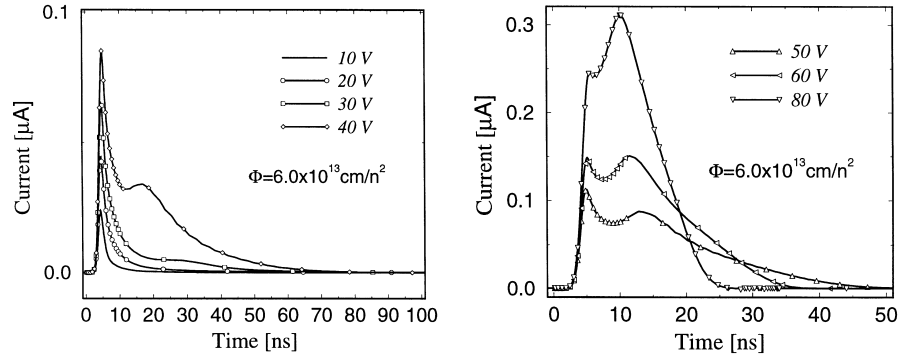 0.1
10 V
20 V
30 V
40 V
Current [μA]
Φ=6.0x10¹³cm/n²
0.0
0 10 20 30 40 50 60 70 80 90 100
Time [ns]
0.3
50 V
60 V
80 V
0.2
Current [μA]
Φ=6.0x10¹³cm/n²
0.1
0.0
0 10 20 30 40 50
Time [ns]